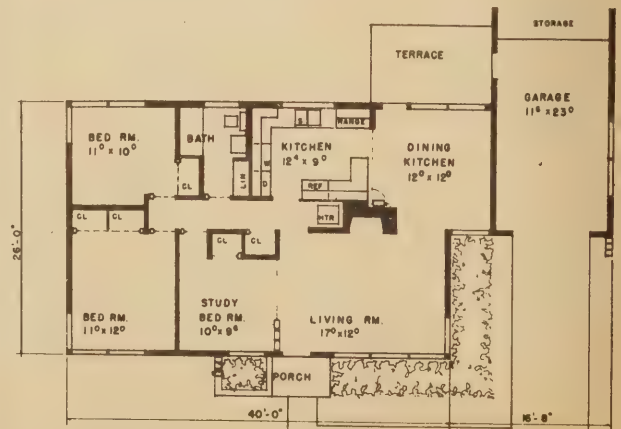 STORAGE
TERRACE
GARAGE
11⁶ x 23⁰
BED RM.
11⁰ x 10⁰
BATH
S
RANGE
KITCHEN
12⁴ x 9⁰
DINING
KITCHEN
12⁰ x 12⁰
W
D
LIN
CL
REF
HTR
CL
CL
CL
CL
26'-0"
BED RM.
11⁰ x 12⁰
STUDY
BED RM.
10⁰ x 9⁶
LIVING RM.
17⁰ x 12⁰
PORCH
40'-0"
16'-8"